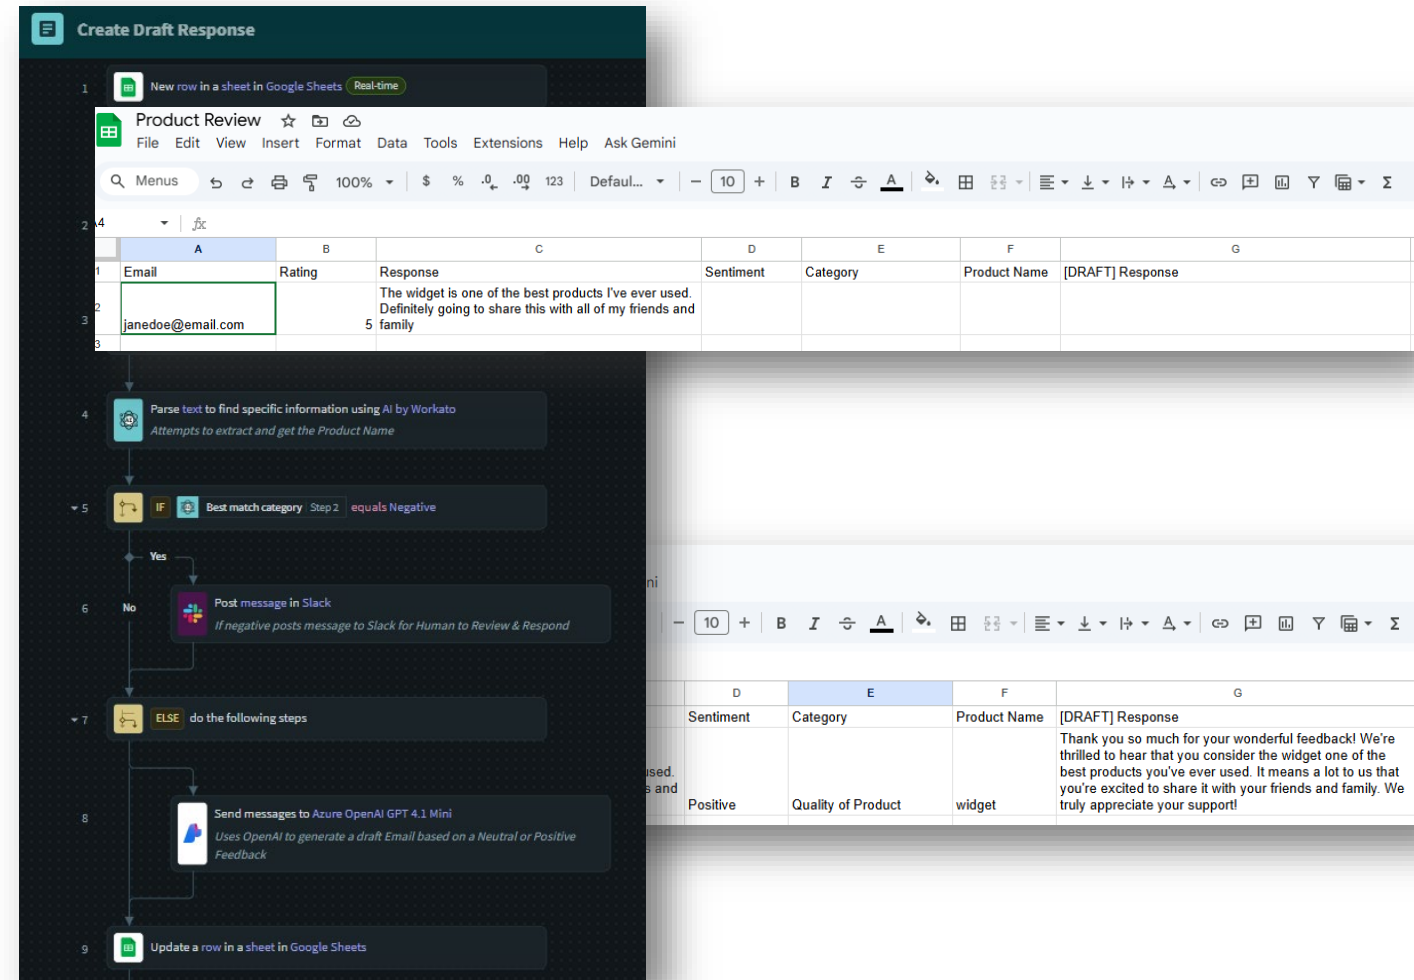 Create Draft Response
1
New row in a sheet in Google Sheets Real-time
Product Review
File Edit View Insert Format Data Tools Extensions Help Ask Gemini
Menus 100% $ % .0 .00 123 Defaul... 10 B I A
2
A4 fx
A B C D E F G
1 Email Rating Response Sentiment Category Product Name [DRAFT] Response
2
The widget is one of the best products I've ever used.
Definitely going to share this with all of my friends and
janedoe@email.com 5 family
3
3
4
Parse text to find specific information using AI by Workato
Attempts to extract and get the Product Name
5 IF Best match category Step 2 equals Negative
Yes
6
No
Post message in Slack
If negative posts message to Slack for Human to Review & Respond
7 ELSE do the following steps
8
Send messages to Azure OpenAI GPT 4.1 Mini
Uses OpenAI to generate a draft Email based on a Neutral or Positive
Feedback
9
Update a row in a sheet in Google Sheets
ni
10 B I A
D E F G
Sentiment Category Product Name [DRAFT] Response
Thank you so much for your wonderful feedback! We're
thrilled to hear that you consider the widget one of the
used. best products you've ever used. It means a lot to us that
s and you're excited to share it with your friends and family. We
Positive Quality of Product widget truly appreciate your support!